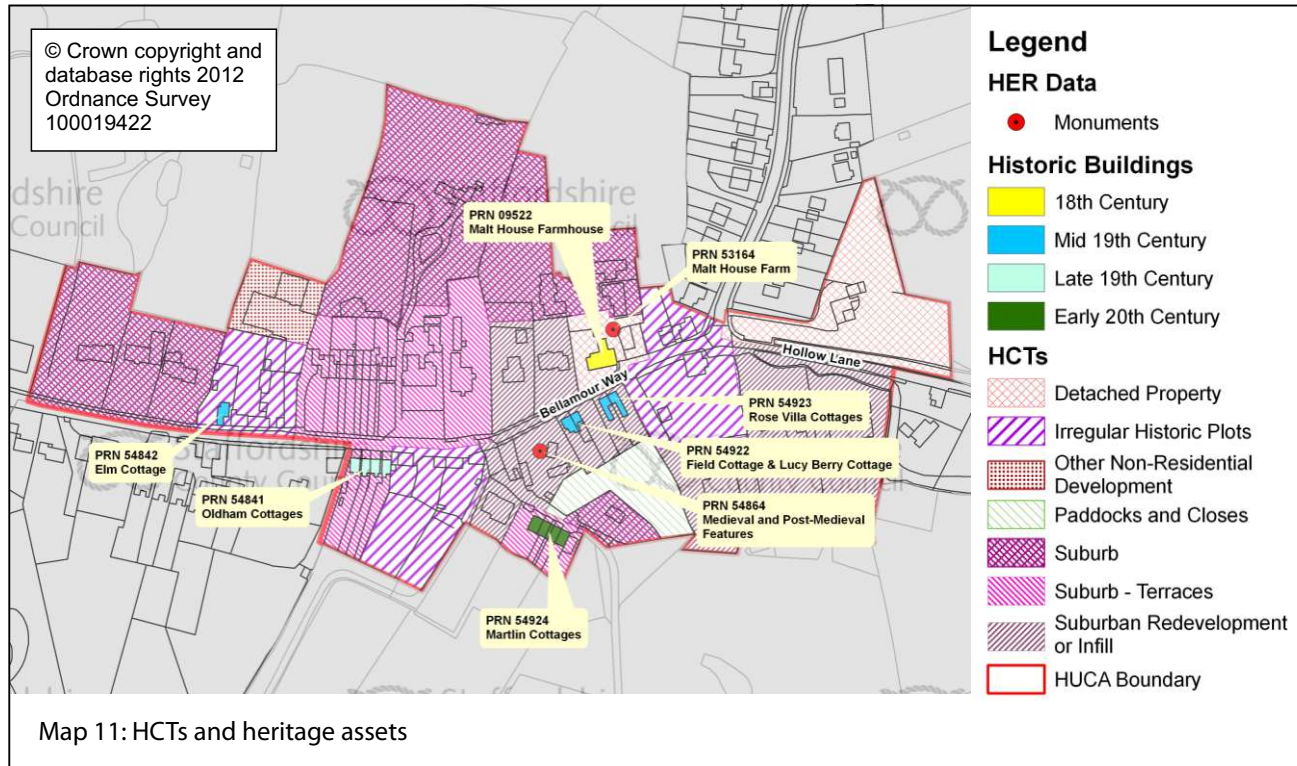 © Crown copyright and
database rights 2012
Ordnance Survey
100019422
PRN 09522
Malt House Farmhouse
PRN 53164
Malt House Farm
Hollow Lane
Bellamour Way
PRN 54923
Rose Villa Cottages
PRN 54842
Elm Cottage
PRN 54922
Field Cottage & Lucy Berry Cottage
PRN 54841
Oldham Cottages
PRN 54864
Medieval and Post-Medieval
Features
PRN 54924
Martlin Cottages
Map 11: HCTs and heritage assets
Legend
HER Data
Monuments
Historic Buildings
18th Century
Mid 19th Century
Late 19th Century
Early 20th Century
HCTs
Detached Property
Irregular Historic Plots
Other Non-Residential
Development
Paddocks and Closes
Suburb
Suburb - Terraces
Suburban Redevelopment
or Infill
HUCA Boundary